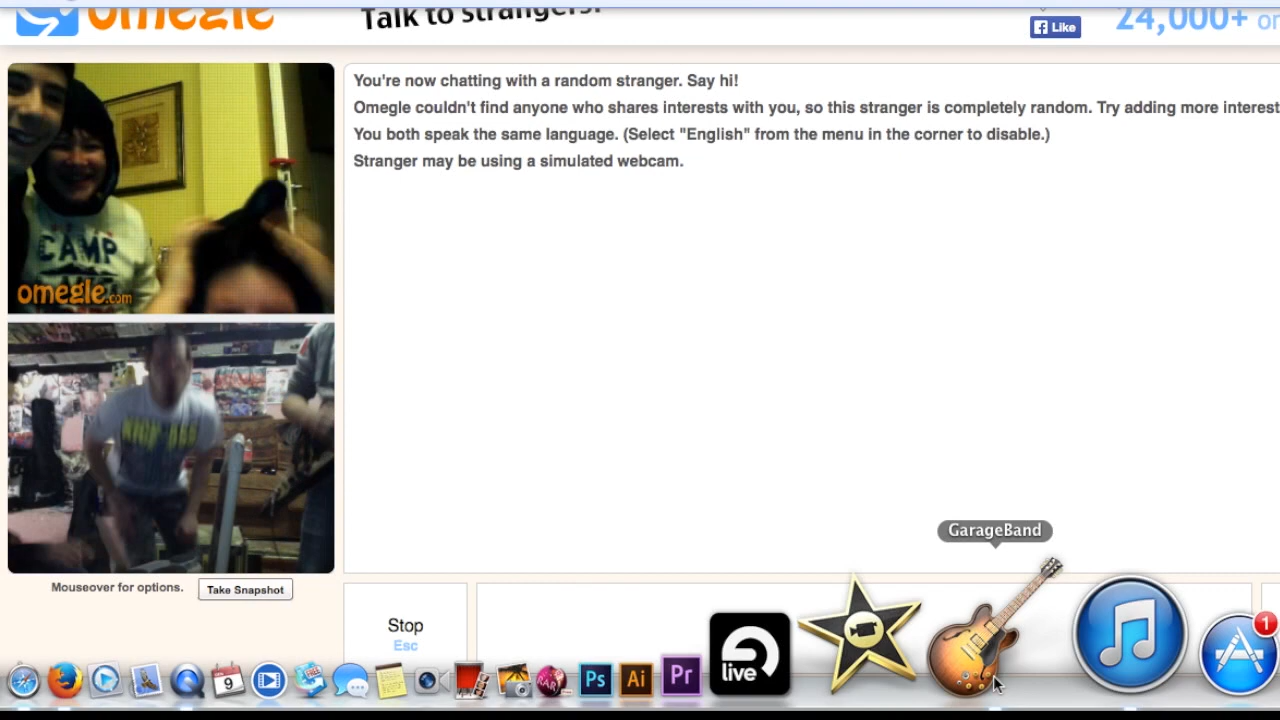 omegle
Talk to strangers!
Like
24,000+
You're now chatting with a random stranger. Say hi!
Omegle couldn't find anyone who shares interests with you, so this stranger is completely random. Try adding more interest
You both speak the same language. (Select "English" from the menu in the corner to disable.)
Stranger may be using a simulated webcam.
CAMP
omegle.com
GarageBand
Mouseover for options.
Take Snapshot
Stop
Esc
live
1
9
Ps
Ai
Pr